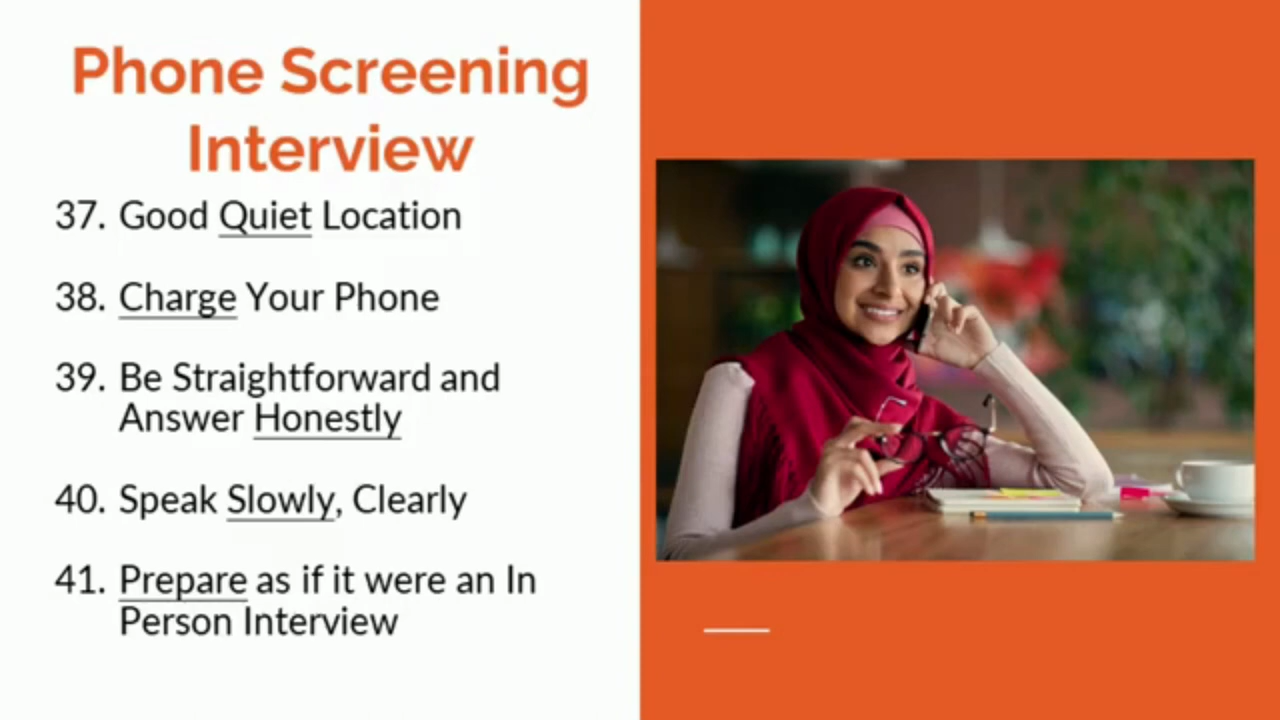 Phone Screening
Interview
37. Good Quiet Location
38. Charge Your Phone
39. Be Straightforward and
Answer Honestly
40. Speak Slowly, Clearly
41. Prepare as if it were an In
Person Interview